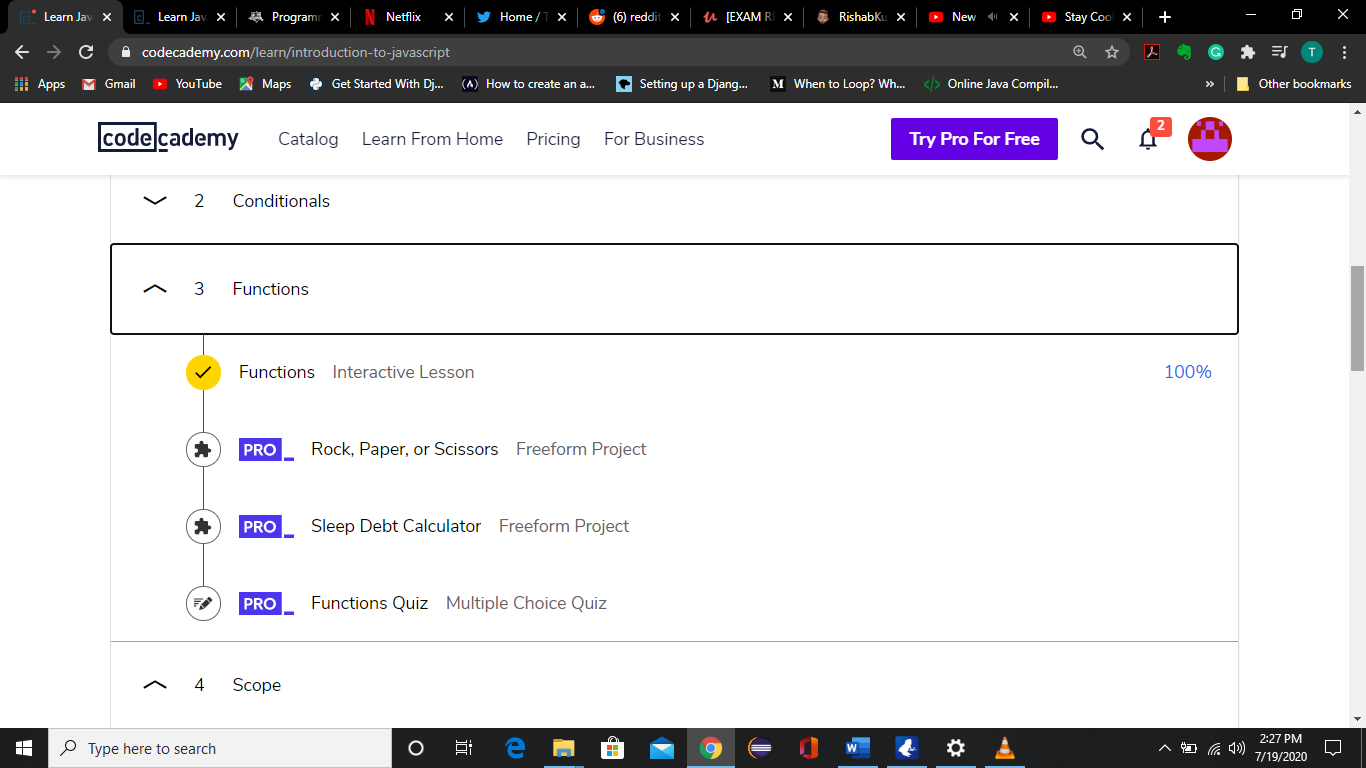 Learn Jav
Learn Jav
Programm
Netflix
Home / T
(6) reddit
[EXAM R
RishabKu
New
Stay Coo
codecademy.com/learn/introduction-to-javascript
T
Apps
Gmail
YouTube
Maps
Get Started With Dj...
How to create an a...
Setting up a Djang...
M
When to Loop? Wh...
Online Java Compil...
»
Other bookmarks
codecademy
Catalog
Learn From Home
Pricing
For Business
Try Pro For Free
2
2
Conditionals
3
Functions
Functions
Interactive Lesson
100%
PRO
Rock, Paper, or Scissors
Freeform Project
PRO
Sleep Debt Calculator
Freeform Project
PRO
Functions Quiz
Multiple Choice Quiz
4
Scope
Type here to search
2:27 PM
7/19/2020